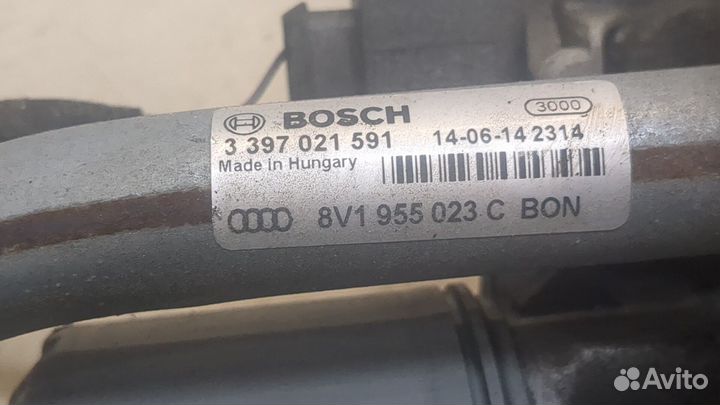 BOSCH
3000
3 397 021 591 14-06-14 2314
Made in Hungary
8V1 955 023 C BON
Avito